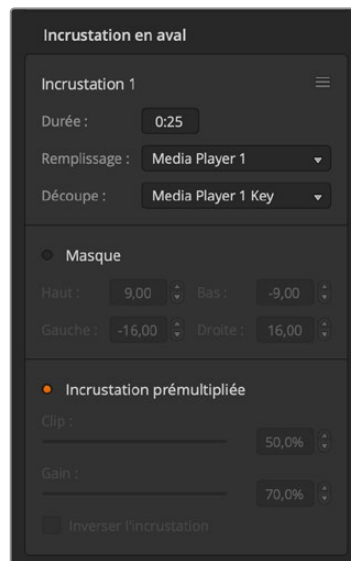 Incrustation en aval
Incrustation 1
Durée : 0:25
Remplissage : Media Player 1
Découpe : Media Player 1 Key
Masque
Haut : 9,00 Bas : -9,00
Gauche : -16,00 Droite : 16,00
Incrustation prémultipliée
Clip :
50,0%
Gain :
70,0%
Inverser l'incrustation